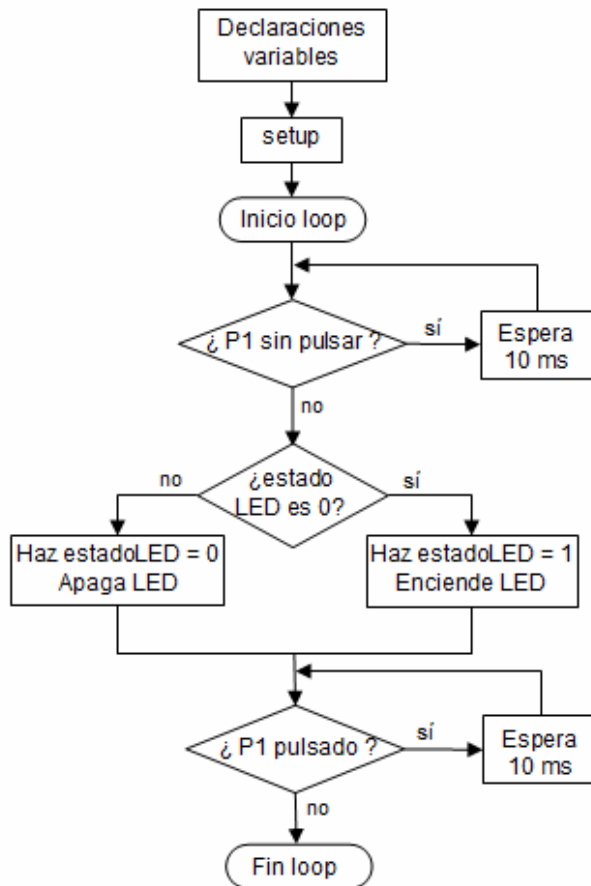 Declaraciones
variables
setup
Inicio loop
¿ P1 sin pulsar ?
sí
Espera
10 ms
no
¿estado
LED es 0?
no
sí
Haz estadoLED = 0
Apaga LED
Haz estadoLED = 1
Enciende LED
¿ P1 pulsado ?
sí
Espera
10 ms
no
Fin loop